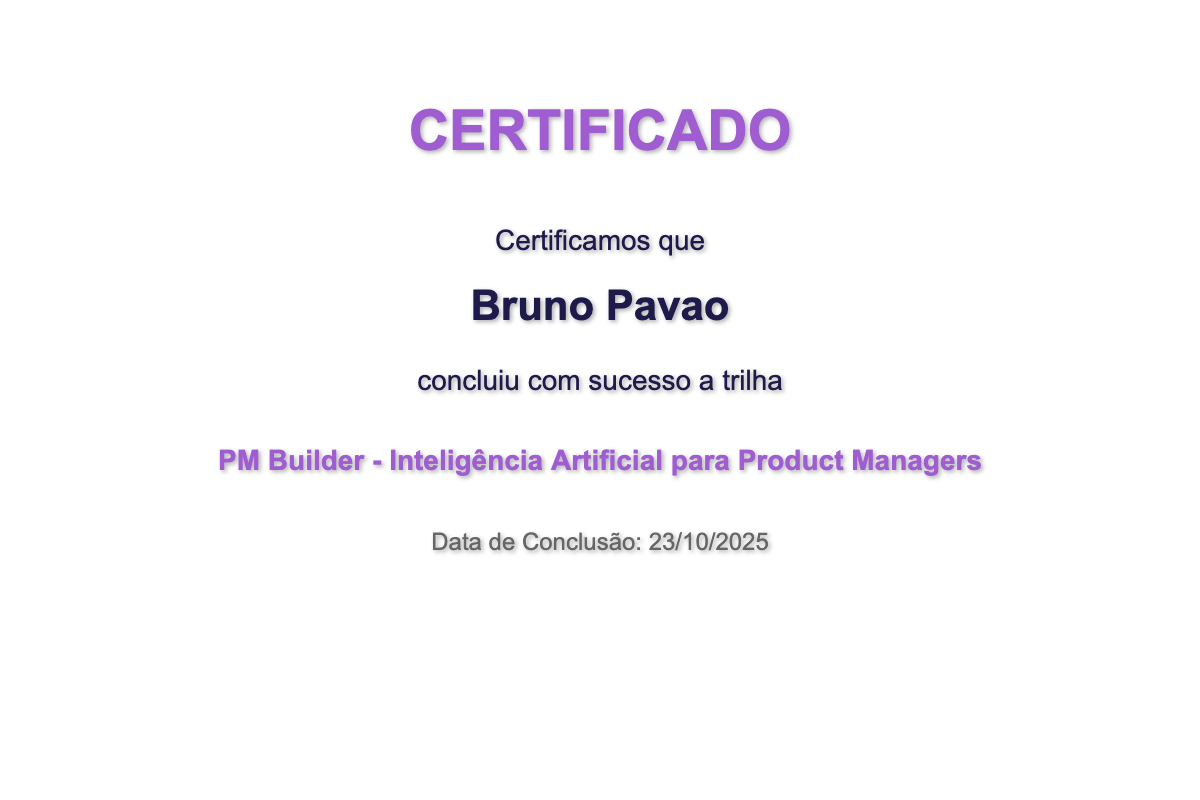 CERTIFICADO
Certificamos que
Bruno Pavao
concluiu com sucesso a trilha
PM Builder - Inteligência Artificial para Product Managers
Data de Conclusão: 23/10/2025